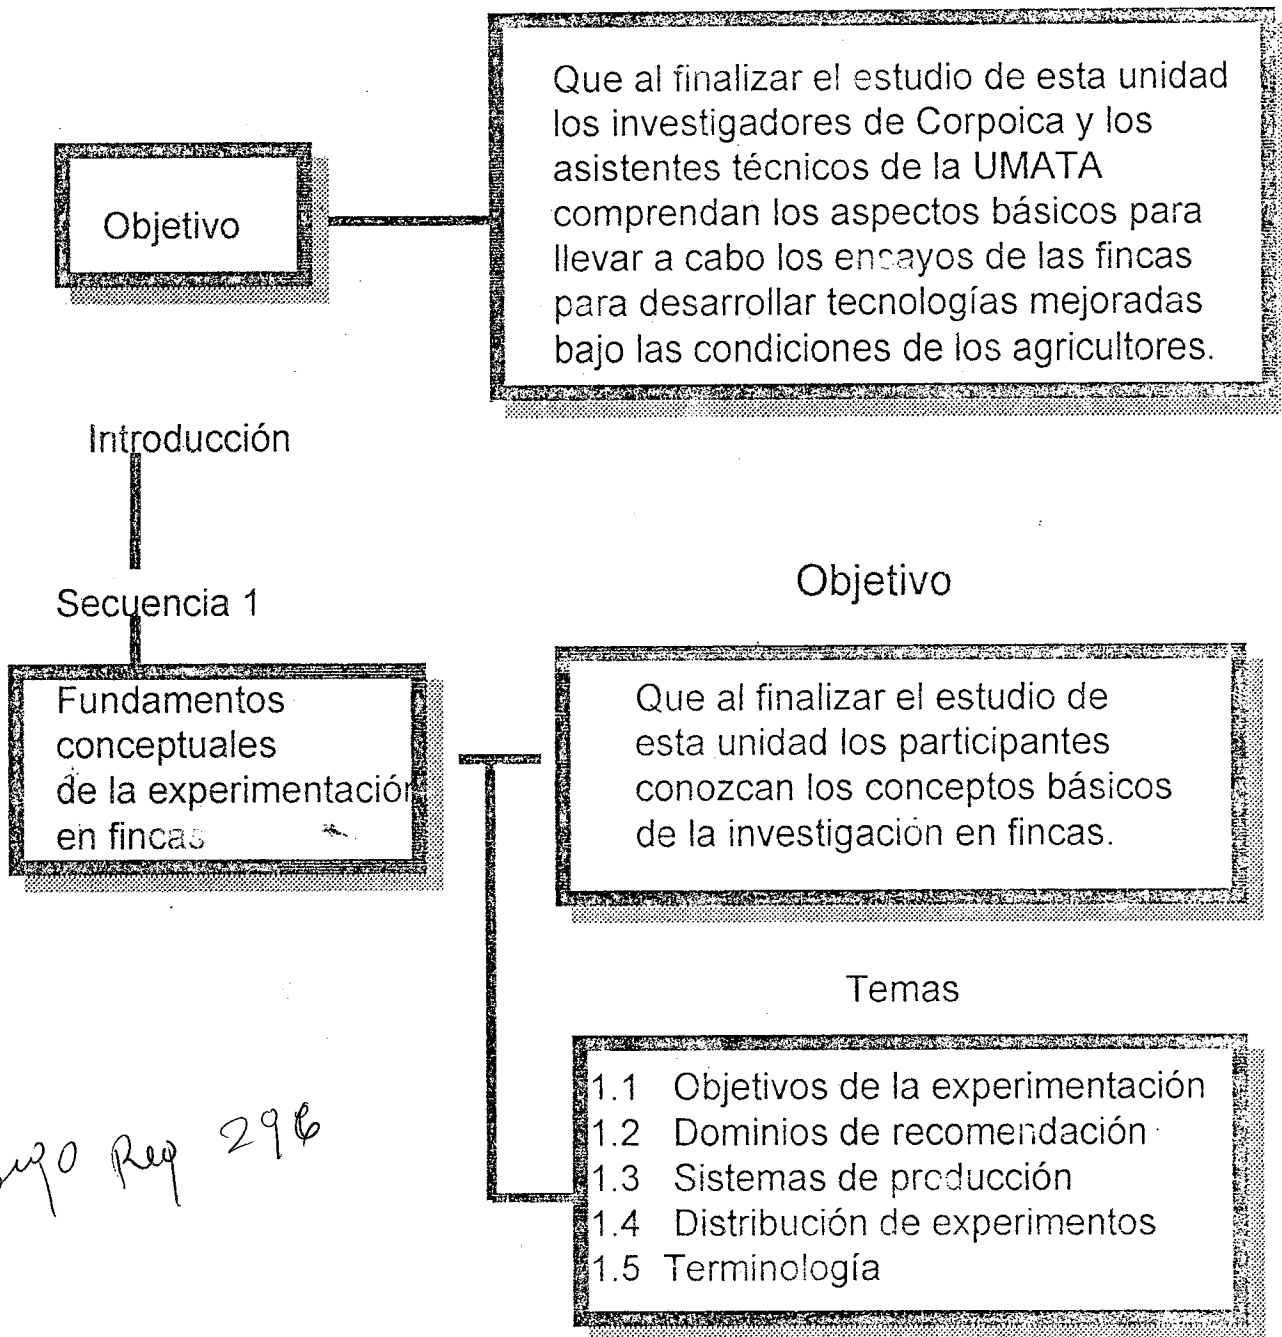 Objetivo
Que al finalizar el estudio de esta unidad
los investigadores de Corpoica y los
asistentes técnicos de la UMATA
comprendan los aspectos básicos para
llevar a cabo los ensayos de las fincas
para desarrollar tecnologías mejoradas
bajo las condiciones de los agricultores.
Introducción
Secuencia 1
Fundamentos
conceptuales
de la experimentación
en fincas
Objetivo
Que al finalizar el estudio de
esta unidad los participantes
conozcan los conceptos básicos
de la investigación en fincas.
Temas
1.1 Objetivos de la experimentación
1.2 Dominios de recomendación
1.3 Sistemas de producción
1.4 Distribución de experimentos
1.5 Terminología
Reg 296